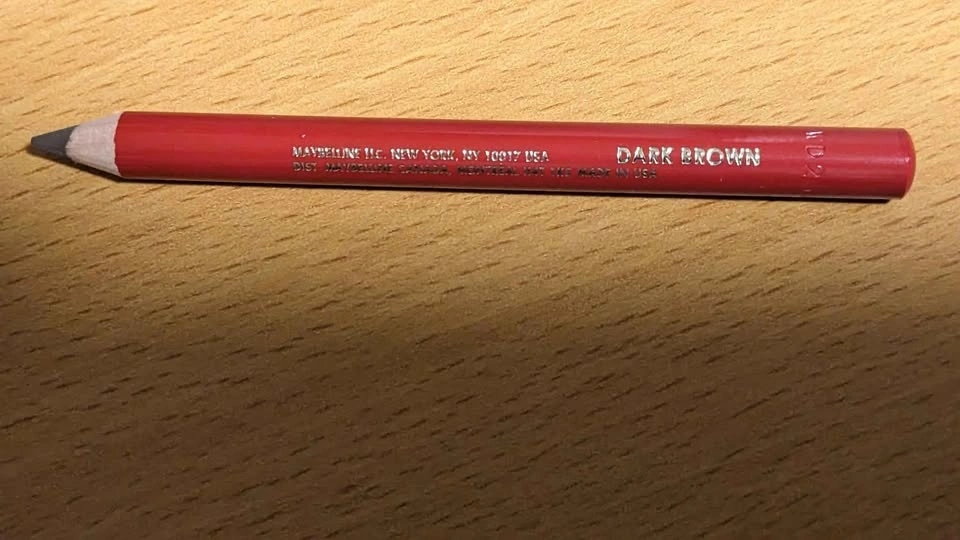 MAYBELLINE LLC. NEW YORK, NY 10017 USA
DIST. MAYBELLINE CANADA, MONTREAL MADE IN USA
DARK BROWN